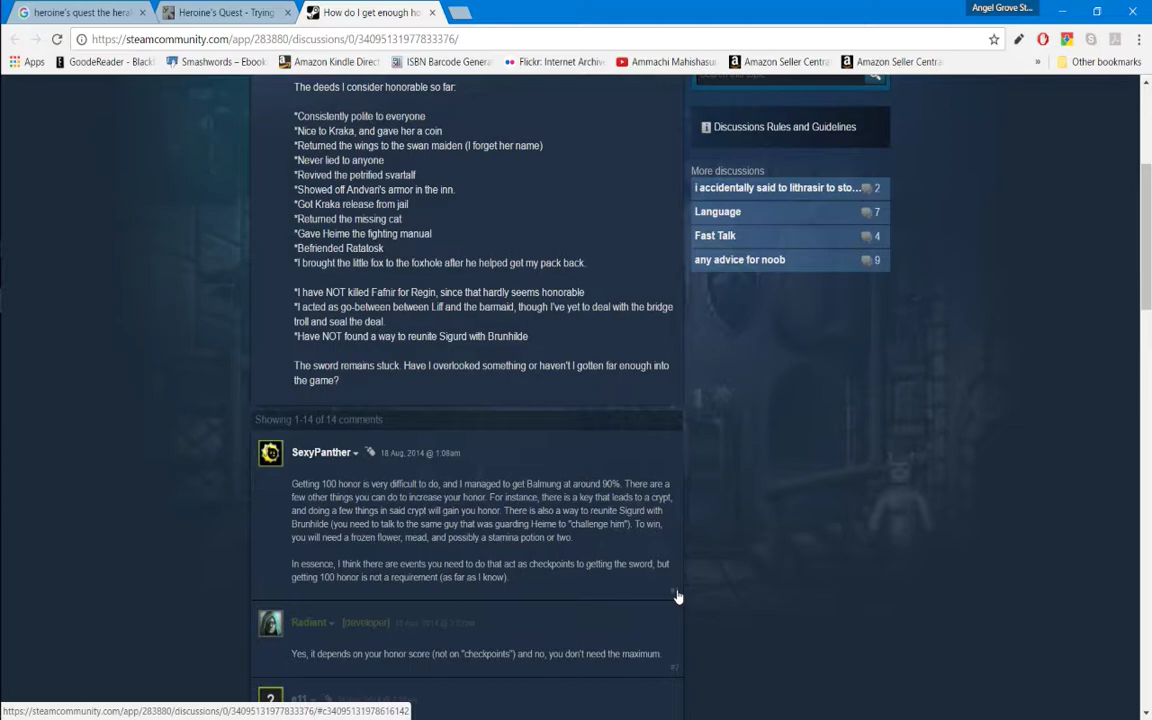 heroine's quest the heral
Heroine's Quest - Trying
How do I get enough ho
Angel Grove St...
https://steamcommunity.com/app/283880/discussions/0/34095131977833376/
Apps
GoodeReader - Black
Smashwords – Ebook
Amazon Kindle Direct
ISBN Barcode Genera
Flickr: Internet Archiv
Ammachi Mahishasu
Amazon Seller Centra
Amazon Seller Centra
»
Other bookmarks
The deeds I consider honorable so far:
*Consistently polite to everyone
*Nice to Kraka, and gave her a coin
*Returned the wings to the swan maiden (I forget her name)
*Never lied to anyone
*Revived the petrified svartalf
*Showed off Andvari's armor in the inn.
*Got Kraka release from jail
*Returned the missing cat
*Gave Heime the fighting manual
*Befriended Ratatosk
*I brought the little fox to the foxhole after he helped get my pack back.
*I have NOT killed Fafnir for Regin, since that hardly seems honorable
*I acted as go-between between Liff and the barmaid, though I've yet to deal with the bridge
troll and seal the deal.
*Have NOT found a way to reunite Sigurd with Brunhilde
The sword remains stuck. Have I overlooked something or haven't I gotten far enough into
the game?
Discussions Rules and Guidelines
More discussions
i accidentally said to lithrasir to sto... 2
Language 7
Fast Talk 4
any advice for noob 9
Showing 1-14 of 14 comments
SexyPanther 18 Aug, 2014 @ 1:08am
Getting 100 honor is very difficult to do, and I managed to get Balmung at around 90%. There are a
few other things you can do to increase your honor. For instance, there is a key that leads to a crypt,
and doing a few things in said crypt will gain you honor. There is also a way to reunite Sigurd with
Brunhilde (you need to talk to the same guy that was guarding Heime to "challenge him"). To win,
you will need a frozen flower, mead, and possibly a stamina potion or two.
In essence, I think there are events you need to do that act as checkpoints to getting the sword, but
getting 100 honor is not a requirement (as far as I know).
Radient [developer]
Yes, it depends on your honor score (not on "checkpoints") and no, you don't need the maximum.
#2
e11
https://steamcommunity.com/app/283880/discussions/0/34095131977833376/#c34095131978616142